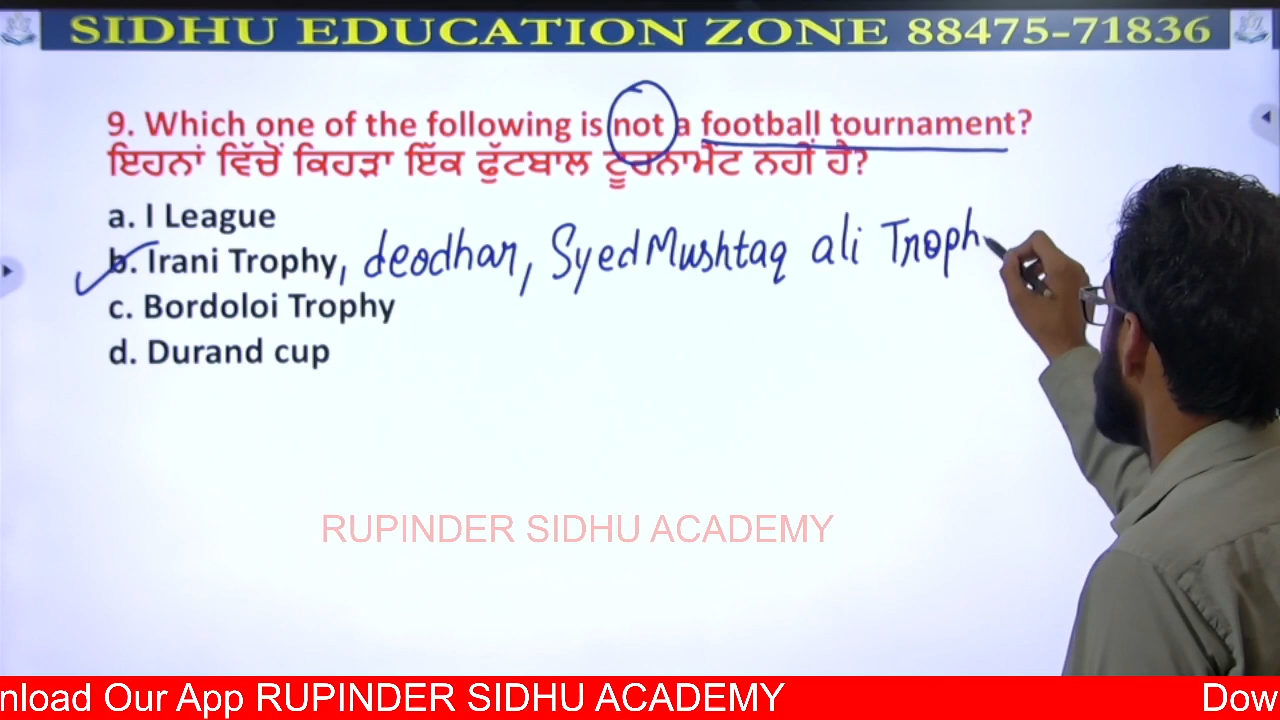 SIDHU EDUCATION ZONE 88475-71836
9. Which one of the following is not a football tournament?
ਇਹਨਾਂ ਵਿੱਚੋਂ ਕਿਹੜਾ ਇੱਕ ਫੁੱਟਬਾਲ ਟੂਰਨਾਮੈਂਟ ਨਹੀਂ ਹੈ?
a. I League
b. Irani Trophy, deodhar, Syed Mushtaq ali Troph
c. Bordoloi Trophy
d. Durand cup
RUPINDER SIDHU ACADEMY
nload Our App RUPINDER SIDHU ACADEMY Dow